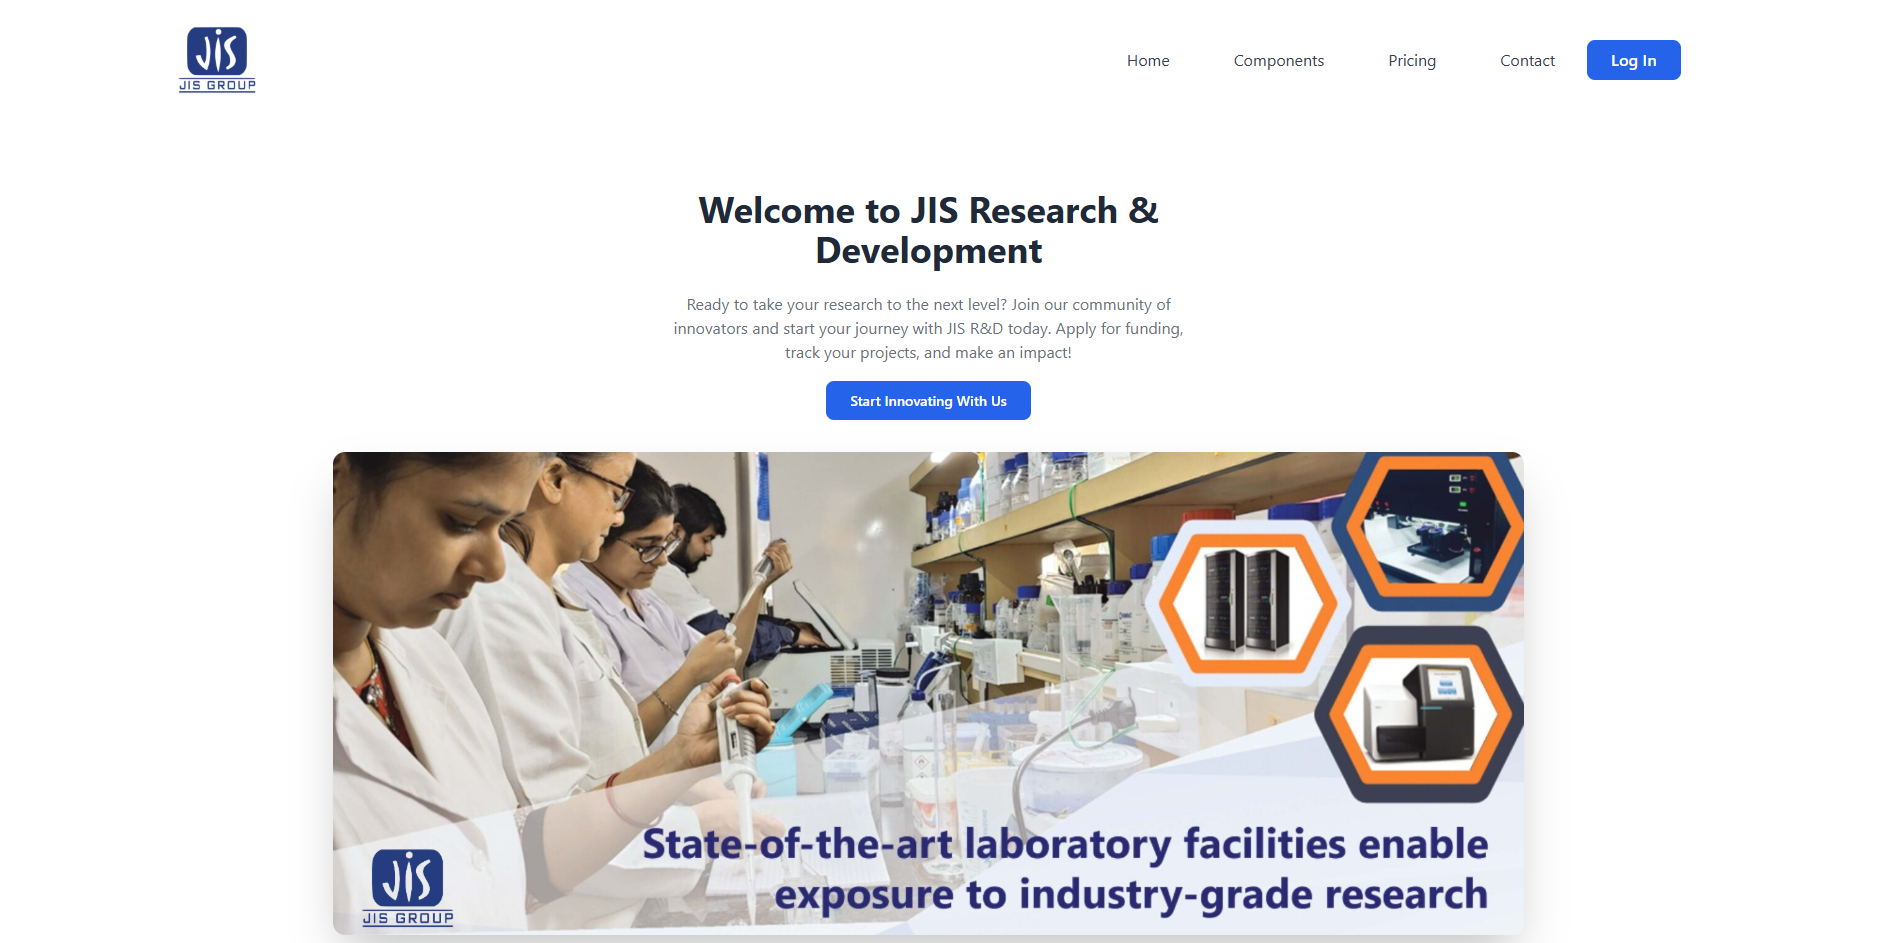 JIS
JIS GROUP
Home
Components
Pricing
Contact
Log In
Welcome to JIS Research &
Development
Ready to take your research to the next level? Join our community of
innovators and start your journey with JIS R&D today. Apply for funding,
track your projects, and make an impact!
Start Innovating With Us
State-of-the-art laboratory facilities enable
exposure to industry-grade research
JIS
JIS GROUP